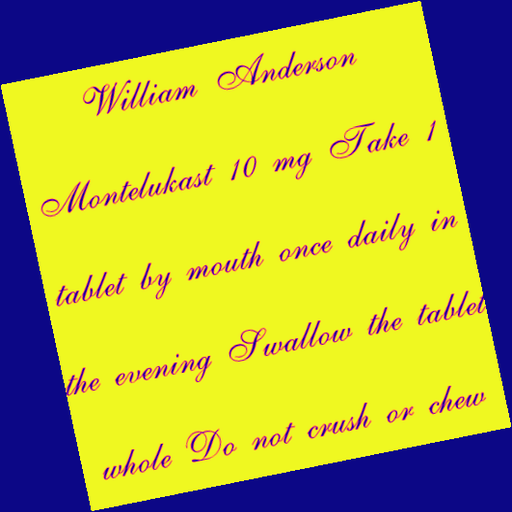 William Anderson
Montelukast 10 mg Take 1
tablet by mouth once daily in
the evening Swallow the tablet
whole Do not crush or chew